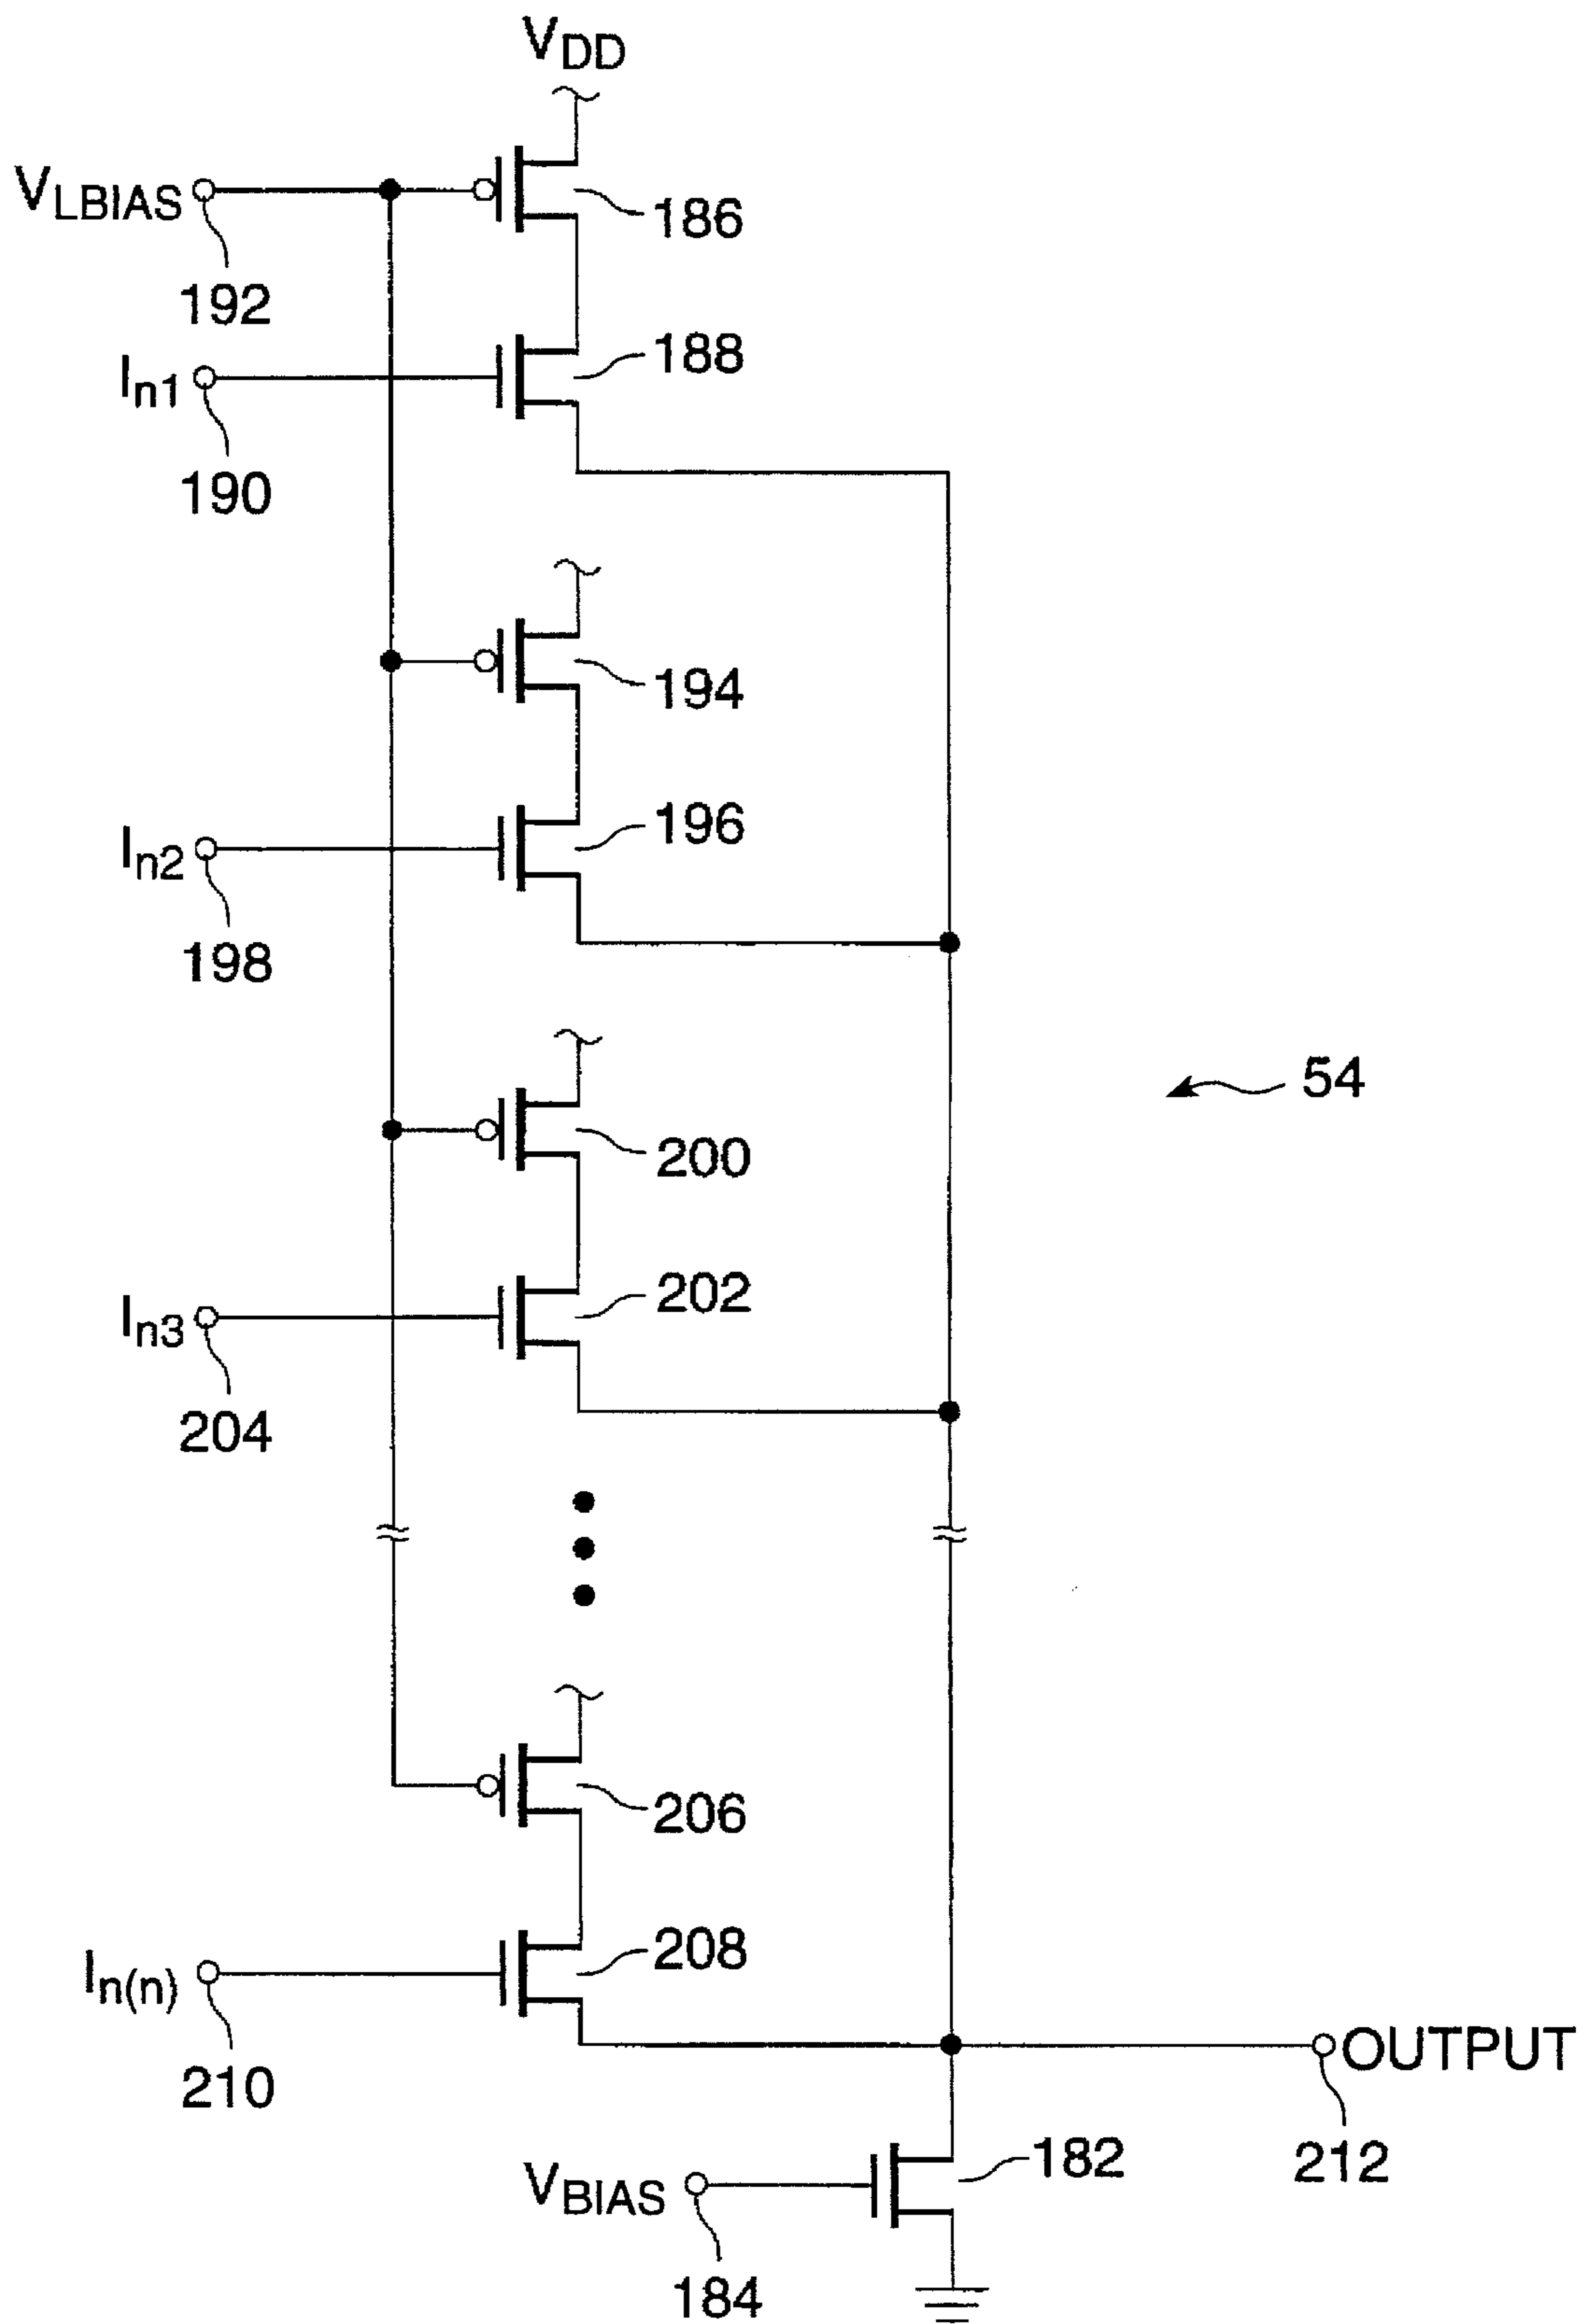 VDD
VLBIAS
186
192
188
In1
190
194
196
In2
198
54
200
202
In3
204
206
208
In(n)
210
OUTPUT
182
212
VBIAS
184